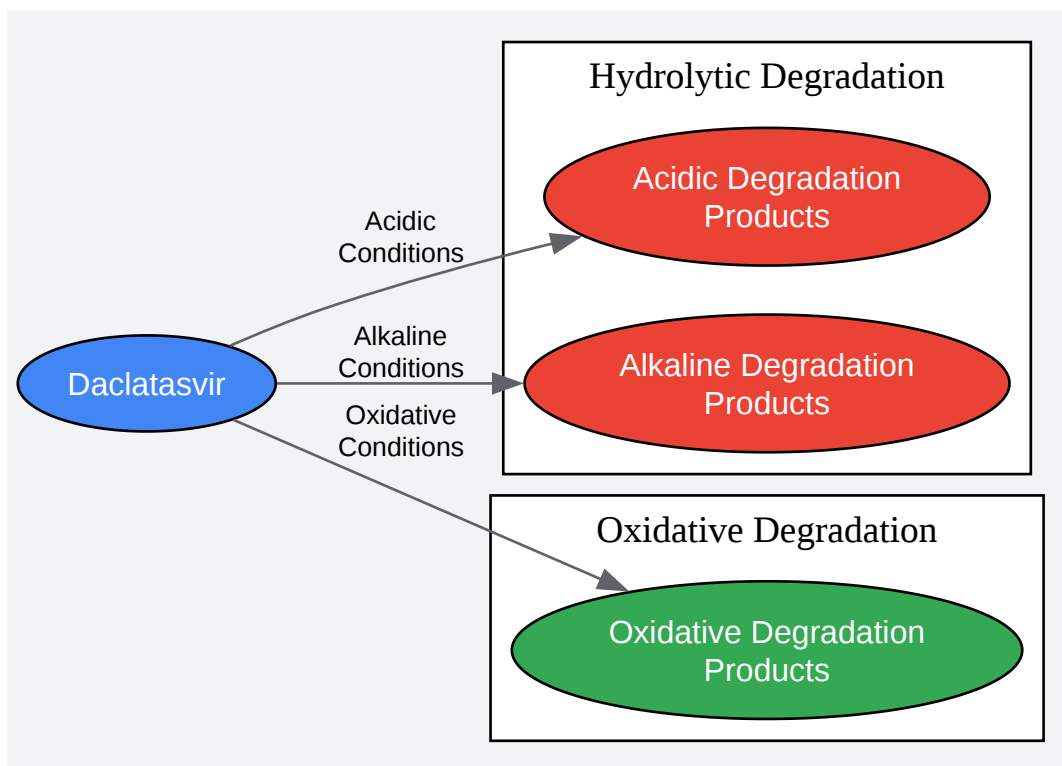 Hydrolytic Degradation
Acidic Degradation
Products
Acidic
Conditions
Alkaline
Conditions
Alkaline Degradation
Products
Daclatasvir
Oxidative
Conditions
Oxidative Degradation
Oxidative Degradation
Products